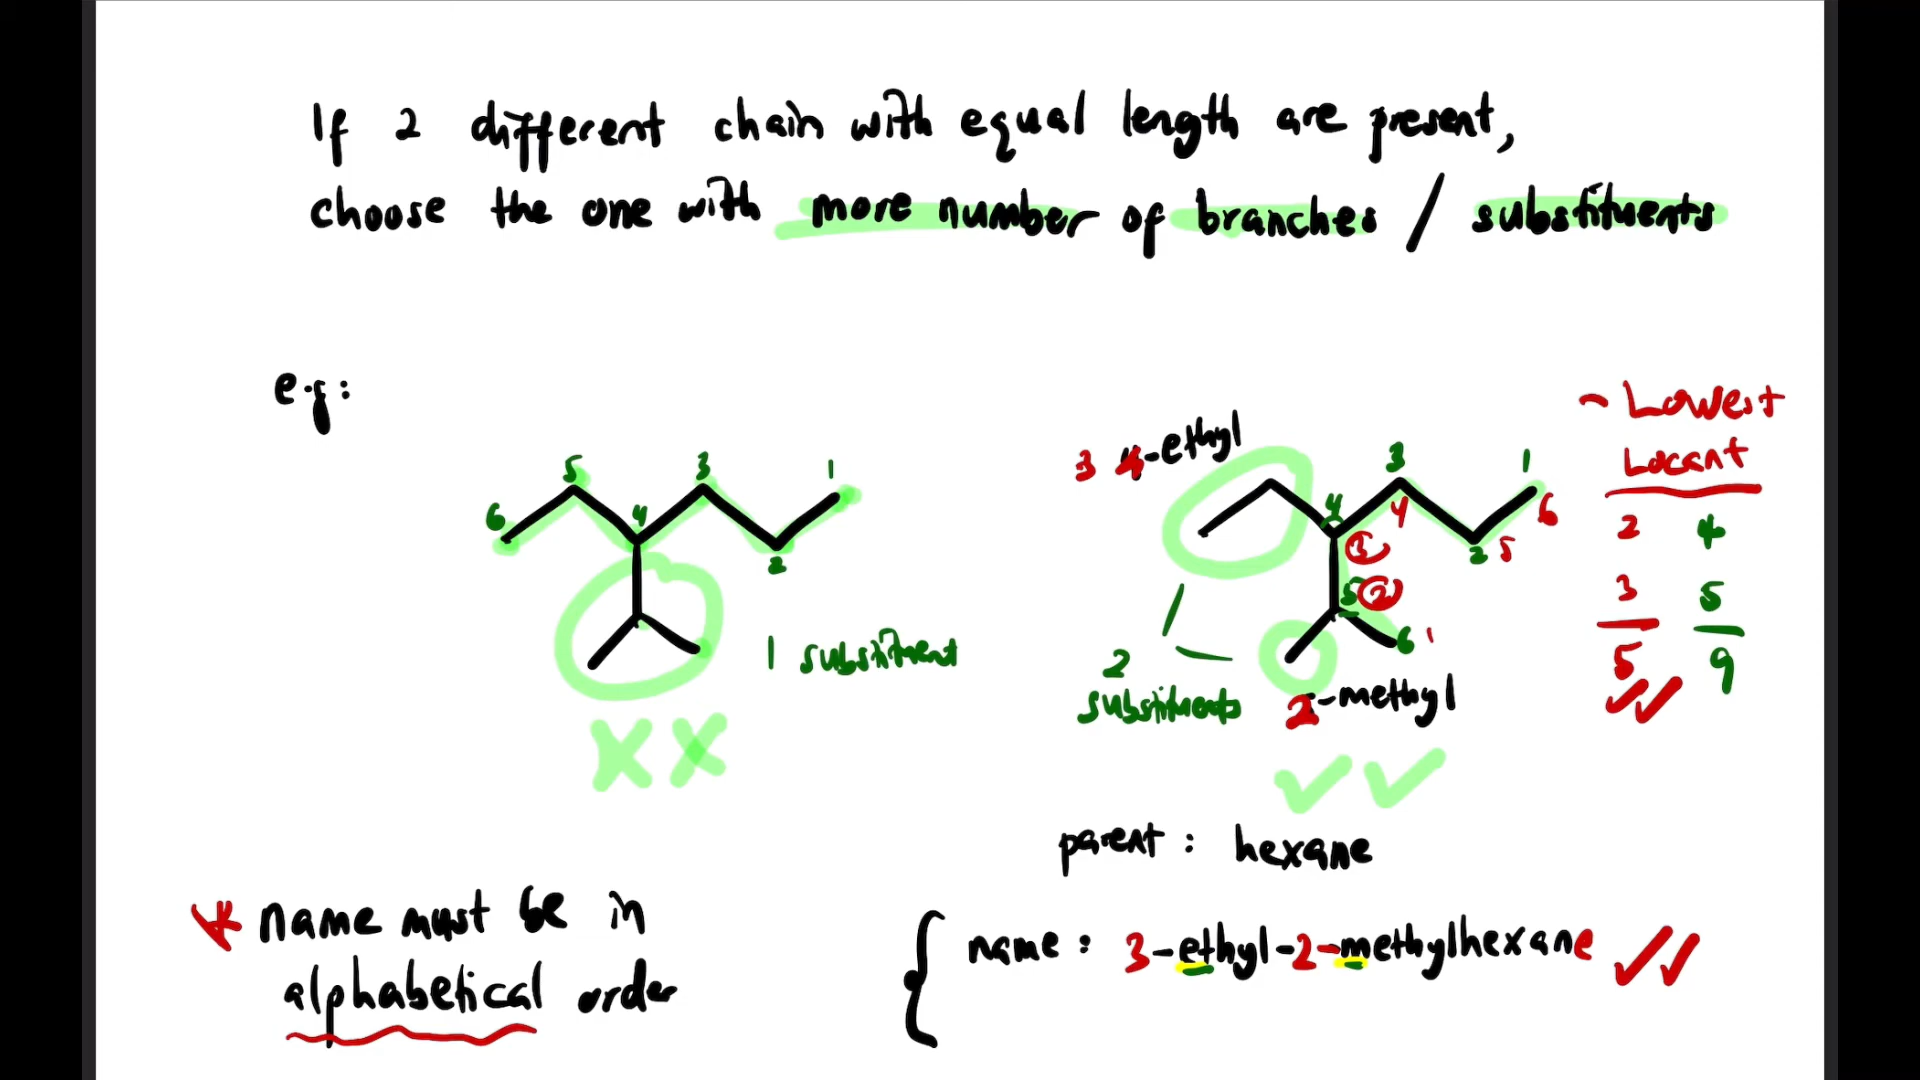 If 2 different chain with equal length are present,
choose the one with more number of branches / substituents
e.g:
5 3 1
6 4
2
1 substituent
3 4-ethyl
3 1
4 4 6
3 2 5
5 2
6 1
2
substituents
2-methyl
- Lowest
Locant
2 4
3 5
5 9
parent : hexane
* name must be in
alphabetical order
name : 3-ethyl-2-methylhexane